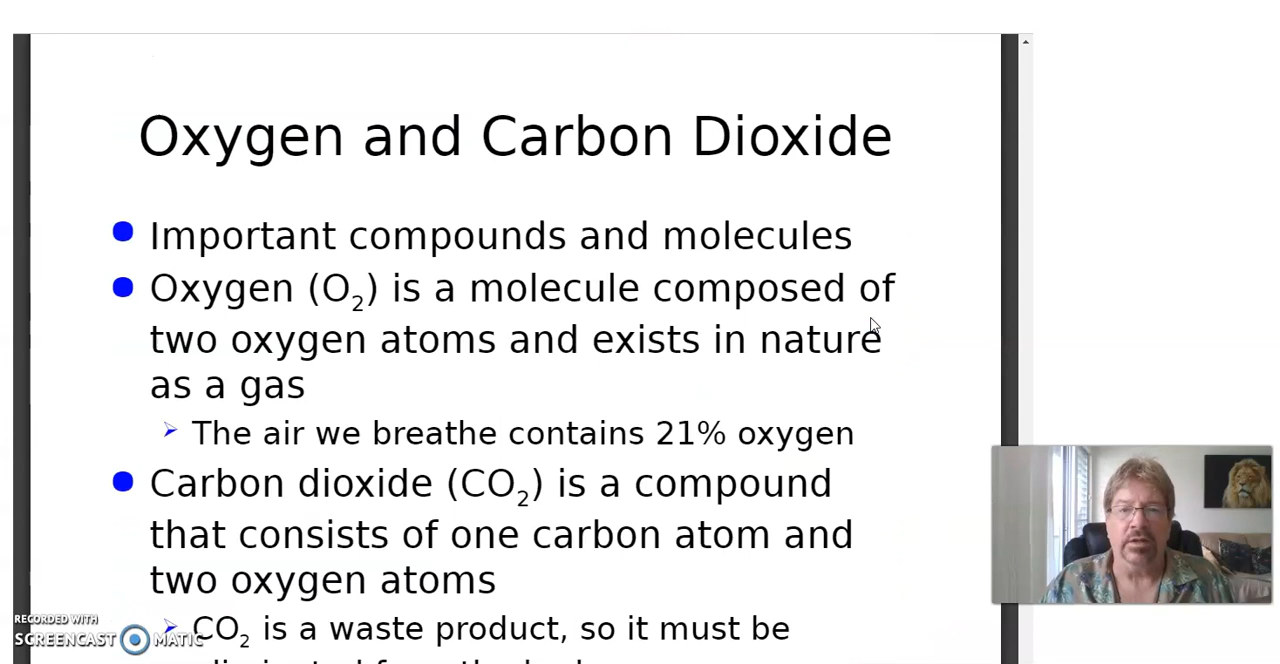 Oxygen and Carbon Dioxide
Important compounds and molecules
Oxygen (O₂) is a molecule composed of
two oxygen atoms and exists in nature
as a gas
The air we breathe contains 21% oxygen
Carbon dioxide (CO₂) is a compound
that consists of one carbon atom and
two oxygen atoms
CO₂ is a waste product, so it must be
RECORDED WITH
SCREENCAST MATIC